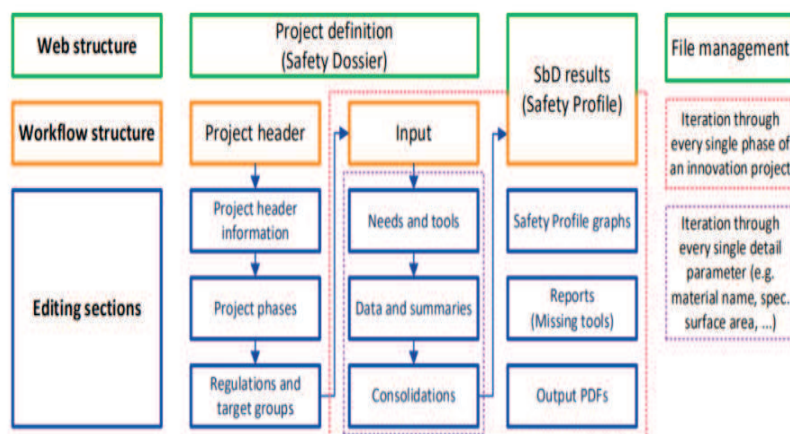 Web structure
Project definition
(Safety Dossier)
SbD results
(Safety Profile)
File management
Workflow structure
Project header
Input
Iteration through
every single phase of
an innovation project
Editing sections
Project header
information
Needs and tools
Safety Profile graphs
Iteration through
every single detail
parameter (e.g.
material name, spec.
surface area, ...)
Project phases
Data and summaries
Reports
(Missing tools)
Regulations and
target groups
Consolidations
Output PDFs